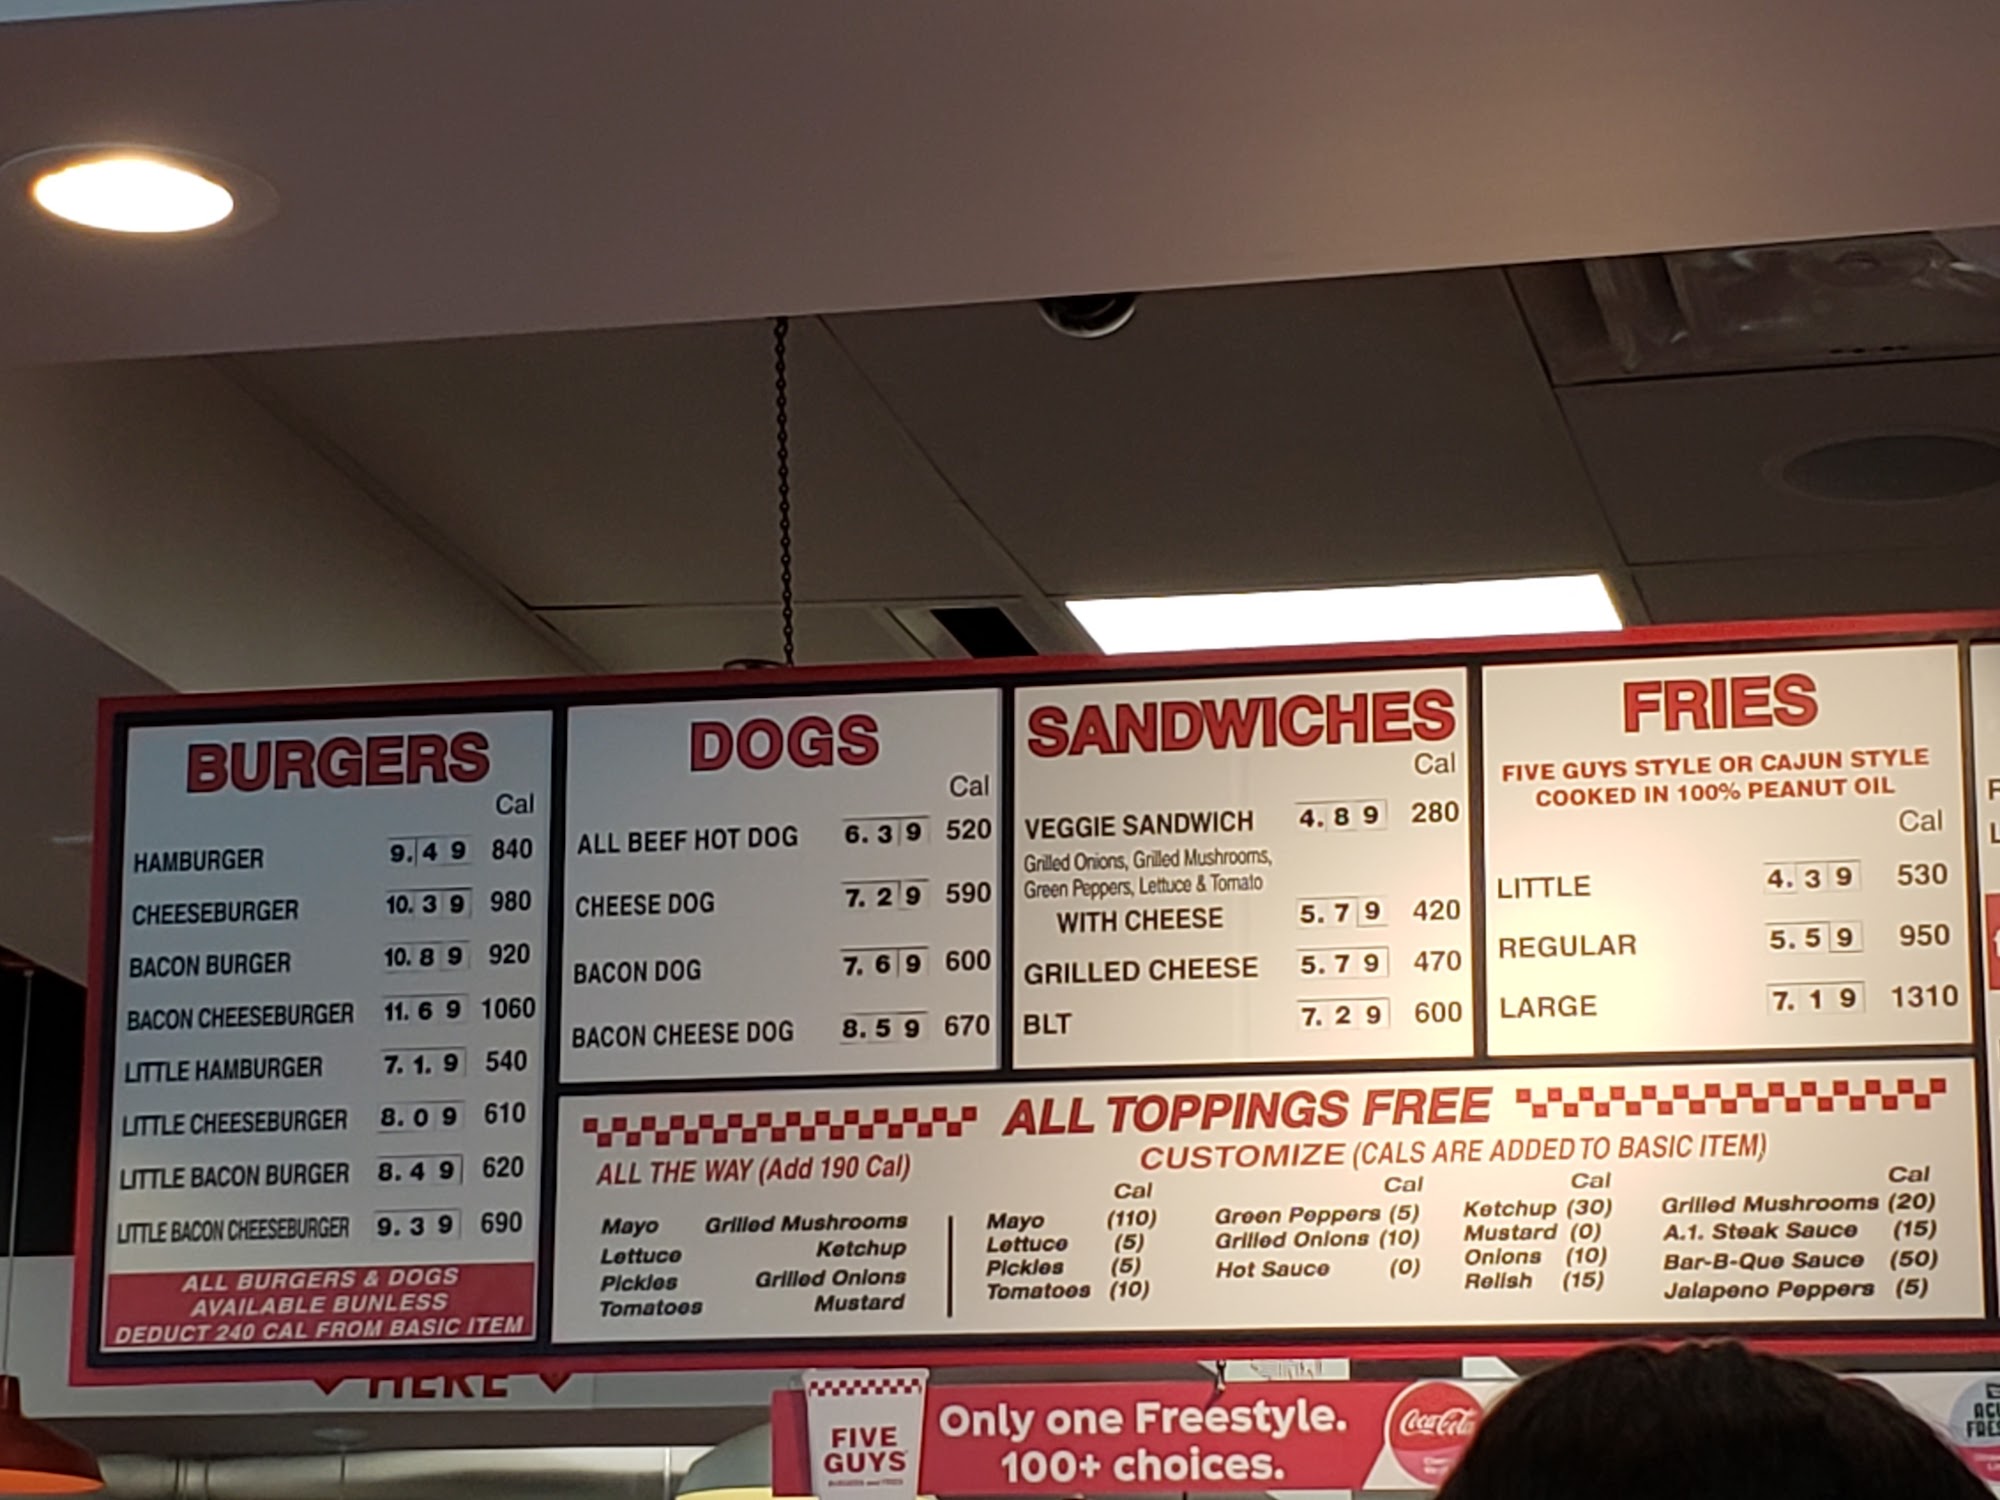 BURGERS
Cal
HAMBURGER 9.49 840
CHEESEBURGER 10.39 980
BACON BURGER 10.89 920
BACON CHEESEBURGER 11.69 1060
LITTLE HAMBURGER 7.1.9 540
LITTLE CHEESEBURGER 8.09 610
LITTLE BACON BURGER 8.49 620
LITTLE BACON CHEESEBURGER 9.39 690
ALL BURGERS & DOGS
AVAILABLE BUNLESS
DEDUCT 240 CAL FROM BASIC ITEM
DOGS
Cal
ALL BEEF HOT DOG 6.39 520
CHEESE DOG 7.29 590
BACON DOG 7.69 600
BACON CHEESE DOG 8.59 670
SANDWICHES
Cal
VEGGIE SANDWICH 4.89 280
Grilled Onions, Grilled Mushrooms,
Green Peppers, Lettuce & Tomato
WITH CHEESE 5.79 420
GRILLED CHEESE 5.79 470
BLT 7.29 600
FRIES
FIVE GUYS STYLE OR CAJUN STYLE
COOKED IN 100% PEANUT OIL
Cal
LITTLE 4.39 530
REGULAR 5.59 950
LARGE 7.19 1310
ALL TOPPINGS FREE
ALL THE WAY (Add 190 Cal)
Mayo Grilled Mushrooms
Lettuce Ketchup
Pickles Grilled Onions
Tomatoes Mustard
CUSTOMIZE (CALS ARE ADDED TO BASIC ITEM)
Cal Cal Cal Cal
Mayo (110) Green Peppers (5) Ketchup (30) Grilled Mushrooms (20)
Lettuce (5) Grilled Onions (10) Mustard (0) A.1. Steak Sauce (15)
Pickles (5) Hot Sauce (0) Onions (10) Bar-B-Que Sauce (50)
Tomatoes (10) Relish (15) Jalapeno Peppers (5)
HERE
FIVE
GUYS
BURGERS and FRIES
Only one Freestyle.
100+ choices.
Coca-Cola